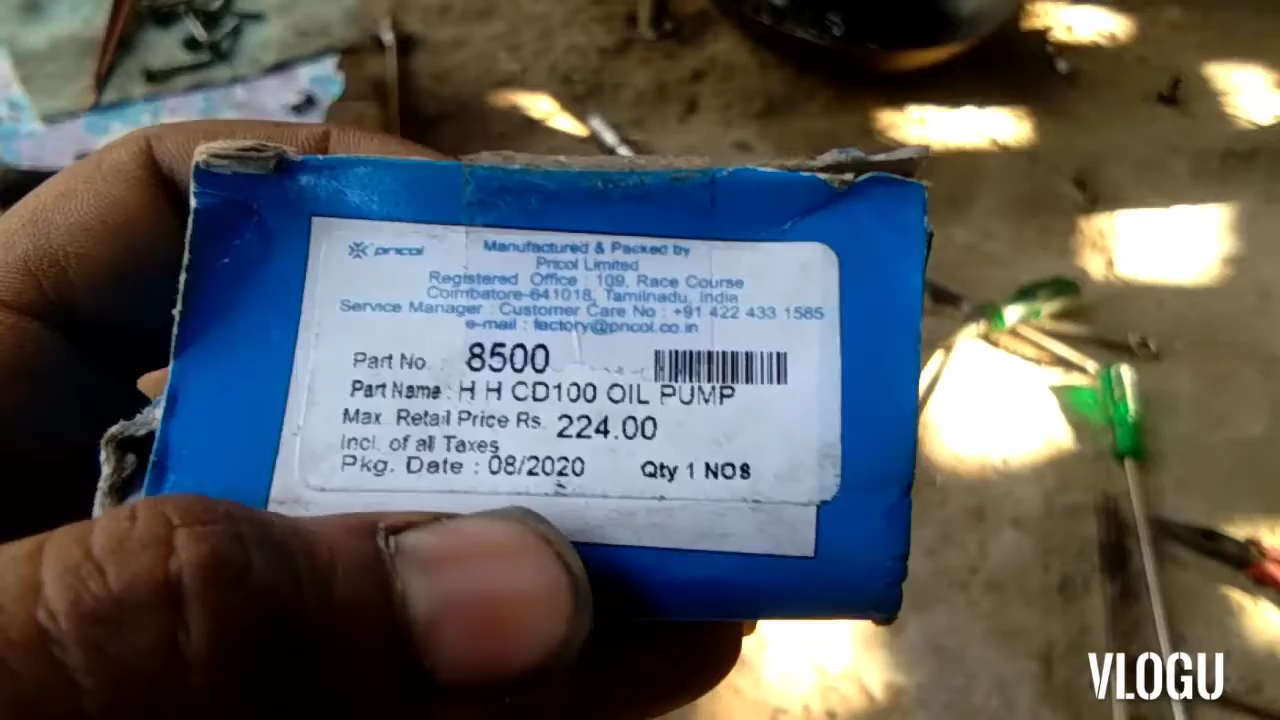 pricol
Manufactured & Packed by
Pricol Limited
Registered Office : 109, Race Course
Coimbatore-641018, Tamilnadu, India
Service Manager : Customer Care No : +91 422 433 1585
e-mail : factory@pricol.co.in
Part No : 8500
Part Name : H H CD100 OIL PUMP
Max Retail Price Rs. 224.00
Incl. of all Taxes
Pkg. Date : 08/2020 Qty 1 NOS
VLOGU